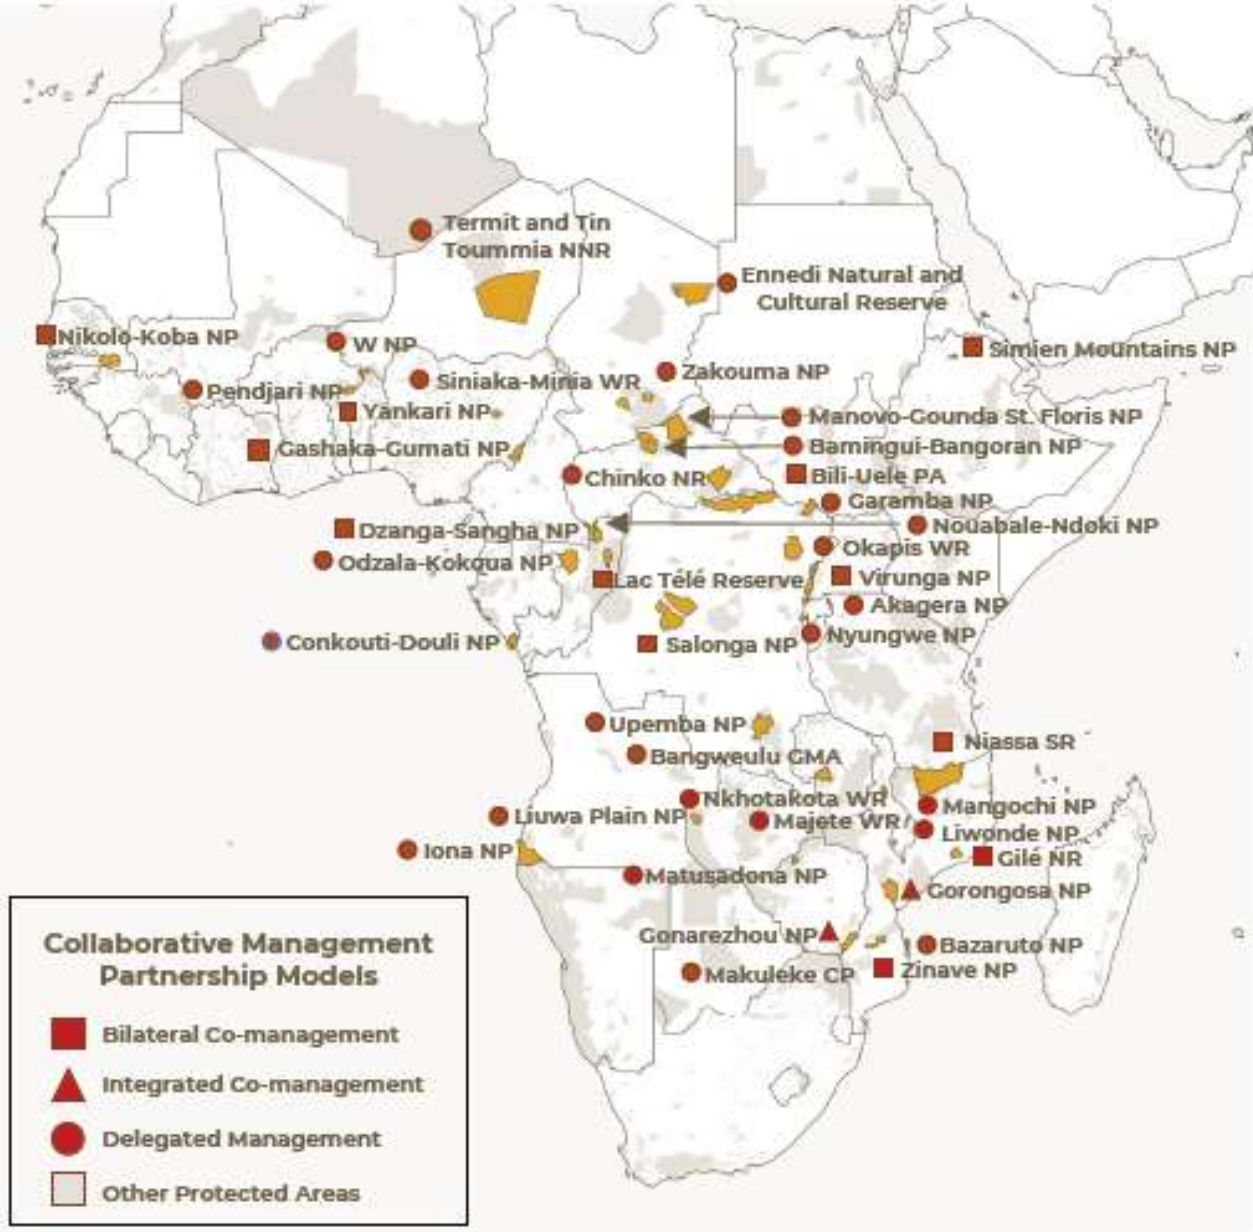 Termit and Tin
Toummia NNR
Ennedi Natural and
Cultural Reserve
Nikolo-Koba NP
W NP
Simien Mountains NP
Pendjari NP
Siniaka-Minia WR
Zakouma NP
Yankari NP
Manovo-Gounda St. Floris NP
Gashaka-Gumati NP
Bamingui-Bangoran NP
Chinko NR
Bili-Uele PA
Garamba NP
Dzanga-Sangha NP
Nouabale-Ndoki NP
Odzala-Kokoua NP
Okapis WR
Lac Télé Reserve
Virunga NP
Akagera NP
Conkouti-Douli NP
Salonga NP
Nyungwe NP
Upemba NP
Bangweulu GMA
Niassa SR
Nkhotakota WR
Mangochi NP
Liuwa Plain NP
Majete WR
Liwonde NP
Iona NP
Gilé NR
Matusadona NP
Gorongosa NP
Gonarezhou NP
Bazaruto NP
Makuleke CP
Zinave NP
Collaborative Management
Partnership Models
Bilateral Co-management
Integrated Co-management
Delegated Management
Other Protected Areas